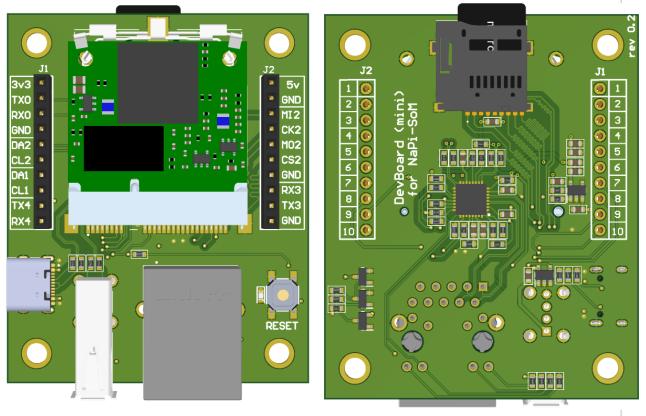 J1
J2
3v3
TX0
RX0
GND
DA2
CL2
DA1
CL1
TX4
RX4
5v
GND
MI2
CK2
MO2
CS2
GND
RX3
TX3
GND
RESET
J2
1
2
3
4
5
6
7
8
9
10
DevBoard (mini)
for NaPi-SoM
J1
1
2
3
4
5
6
7
8
9
10
rev 0.2